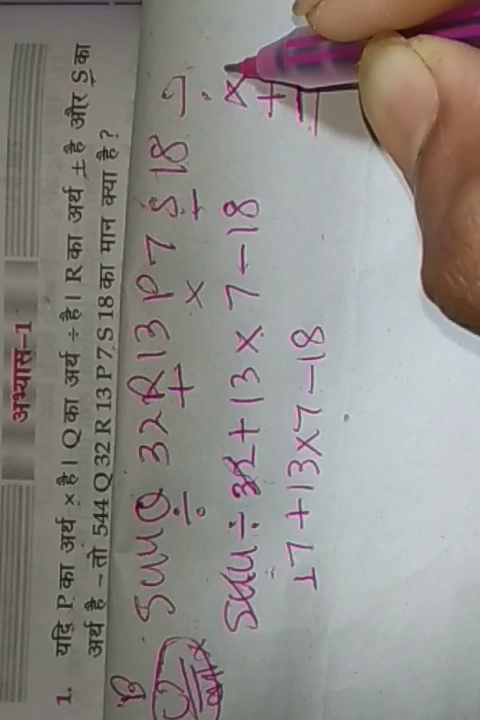 अभ्यास–1
1. यदि P का अर्थ × है। Q का अर्थ ÷ है। R का अर्थ + है और S का
अर्थ है – तो 544 Q 32 R 13 P 7 S 18 का मान क्या है?
544 Q 32 R 13 P 7 S 18 =
÷ + × –
544 ÷ 32 + 13 × 7 – 18
17 + 13 × 7 – 18